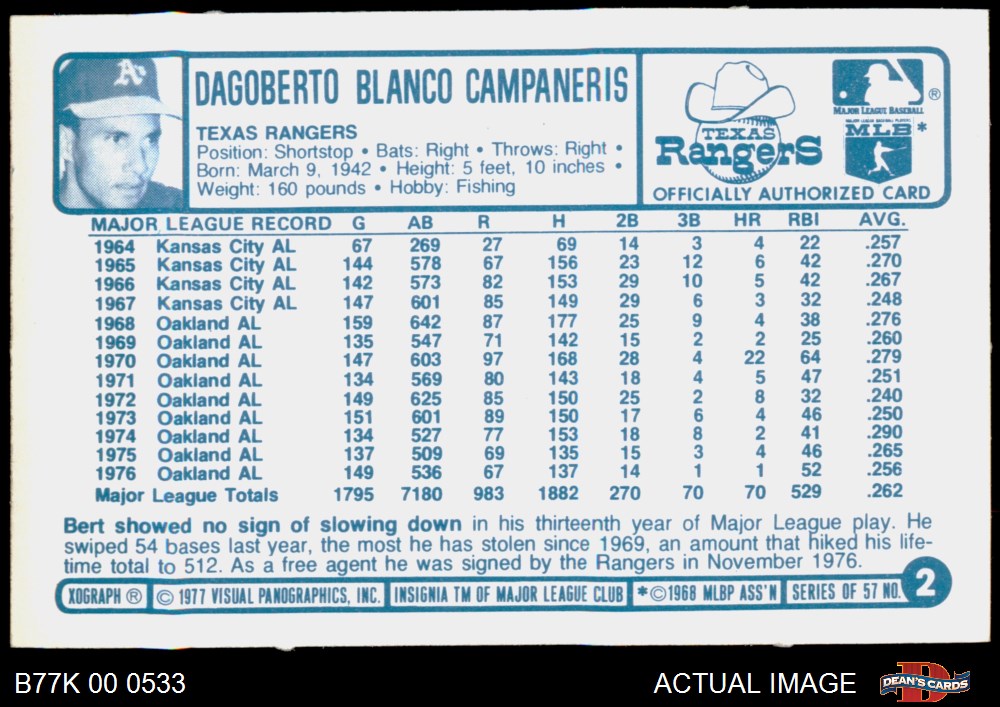 A's
DAGOBERTO BLANCO CAMPANERIS
TEXAS RANGERS
Position: Shortstop • Bats: Right • Throws: Right •
Born: March 9, 1942 • Height: 5 feet, 10 inches •
Weight: 160 pounds • Hobby: Fishing
TEXAS
RangerS
OFFICIALLY AUTHORIZED CARD
®
MAJOR LEAGUE BASEBALL
MAJOR LEAGUE BASEBALL PLAYERS
MLB *
MAJOR LEAGUE RECORD G AB R H 2B 3B HR RBI AVG.
1964 Kansas City AL 67 269 27 69 14 3 4 22 .257
1965 Kansas City AL 144 578 67 156 23 12 6 42 .270
1966 Kansas City AL 142 573 82 153 29 10 5 42 .267
1967 Kansas City AL 147 601 85 149 29 6 3 32 .248
1968 Oakland AL 159 642 87 177 25 9 4 38 .276
1969 Oakland AL 135 547 71 142 15 2 2 25 .260
1970 Oakland AL 147 603 97 168 28 4 22 64 .279
1971 Oakland AL 134 569 80 143 18 4 5 47 .251
1972 Oakland AL 149 625 85 150 25 2 8 32 .240
1973 Oakland AL 151 601 89 150 17 6 4 46 .250
1974 Oakland AL 134 527 77 153 18 8 2 41 .290
1975 Oakland AL 137 509 69 135 15 3 4 46 .265
1976 Oakland AL 149 536 67 137 14 1 1 52 .256
Major League Totals 1795 7180 983 1882 270 70 70 529 .262
Bert showed no sign of slowing down in his thirteenth year of Major League play. He
swiped 54 bases last year, the most he has stolen since 1969, an amount that hiked his life-
time total to 512. As a free agent he was signed by the Rangers in November 1976.
XOGRAPH ® © 1977 VISUAL PANOGRAPHICS, INC. INSIGNIA TM OF MAJOR LEAGUE CLUB *©1968 MLBP ASS'N SERIES OF 57 NO. 2
B77K 00 0533 ACTUAL IMAGE DEAN'S CARDS